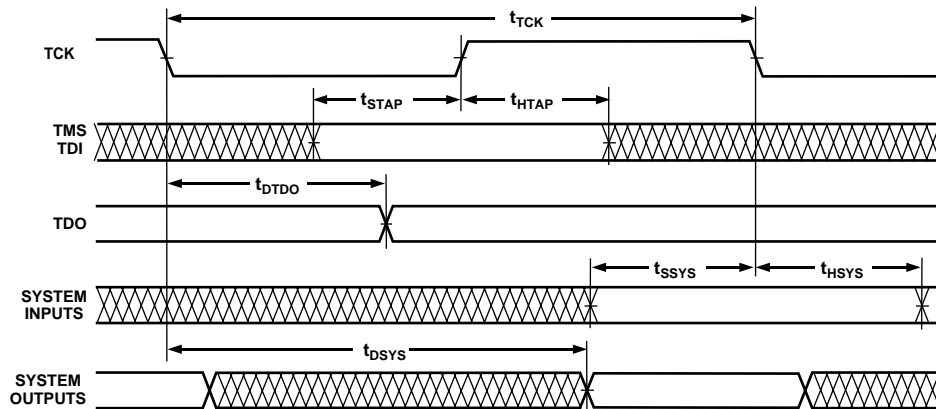 tTCK
TCK
tSTAP
tHTAP
TMS
TDI
tDTDO
TDO
tSSYS
tHSYS
SYSTEM
INPUTS
tDSYS
SYSTEM
OUTPUTS